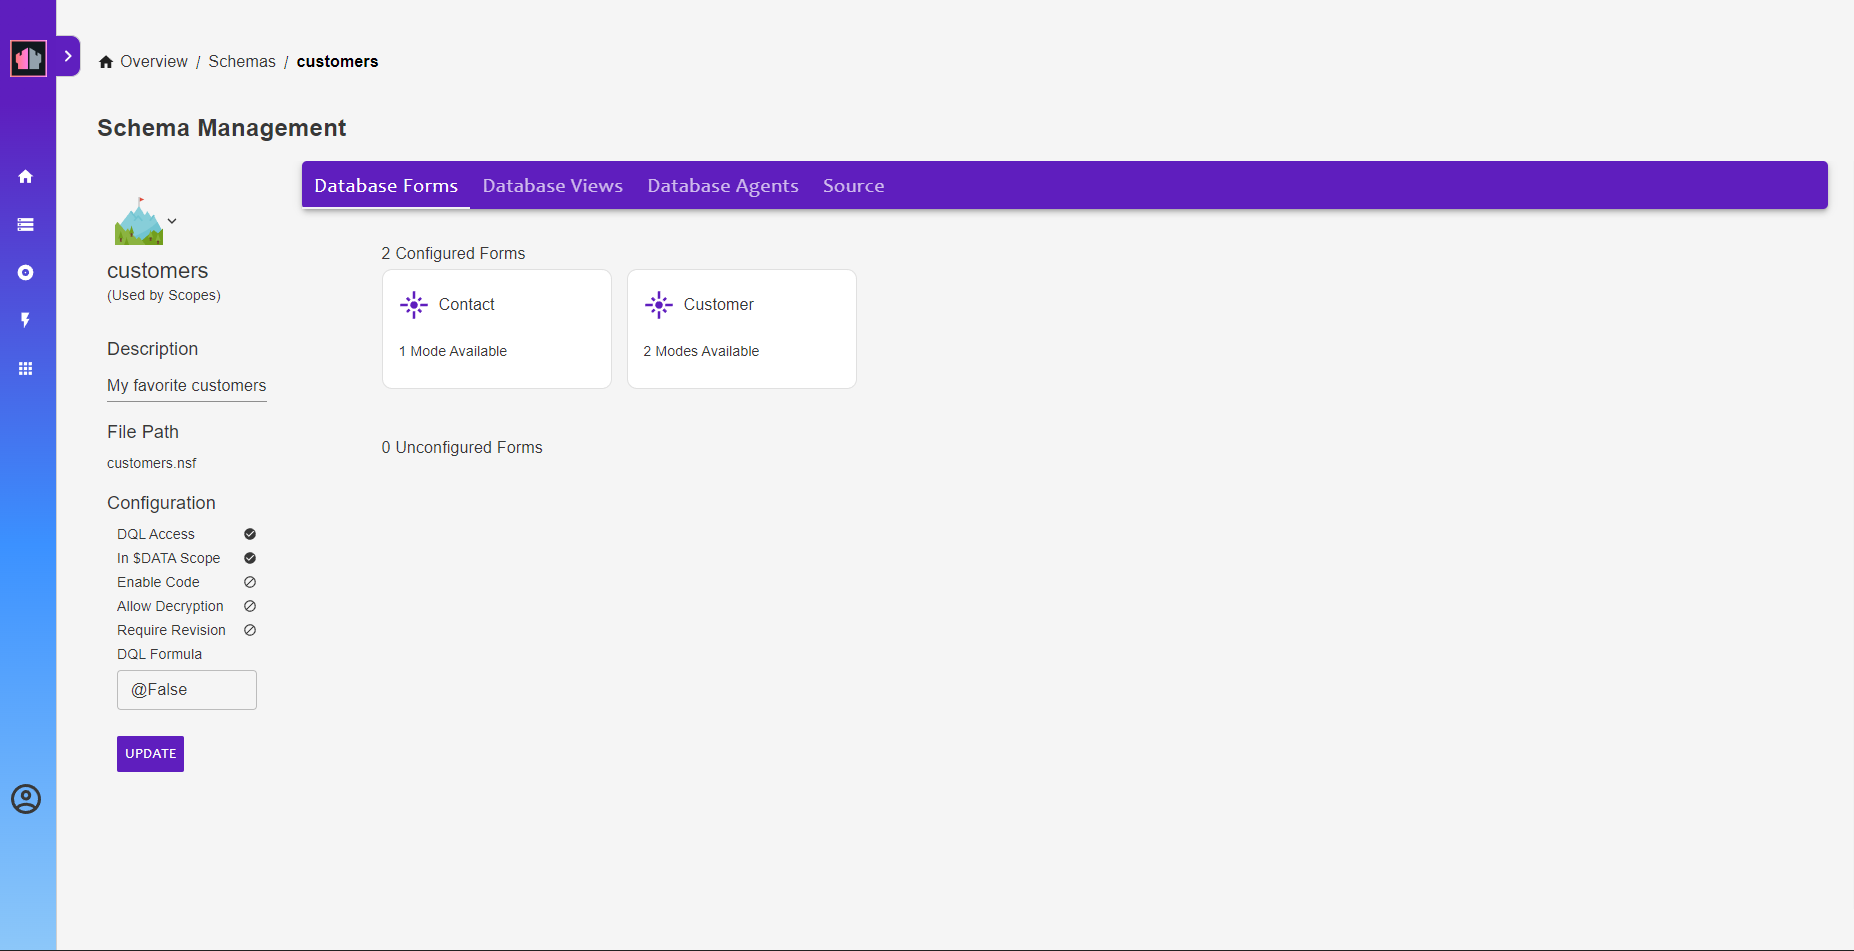 Overview / Schemas / customers
Schema Management
Database Forms Database Views Database Agents Source
customers
(Used by Scopes)
Description
My favorite customers
File Path
customers.nsf
Configuration
DQL Access
In $DATA Scope
Enable Code
Allow Decryption
Require Revision
DQL Formula
@False
UPDATE
2 Configured Forms
Contact
1 Mode Available
Customer
2 Modes Available
0 Unconfigured Forms